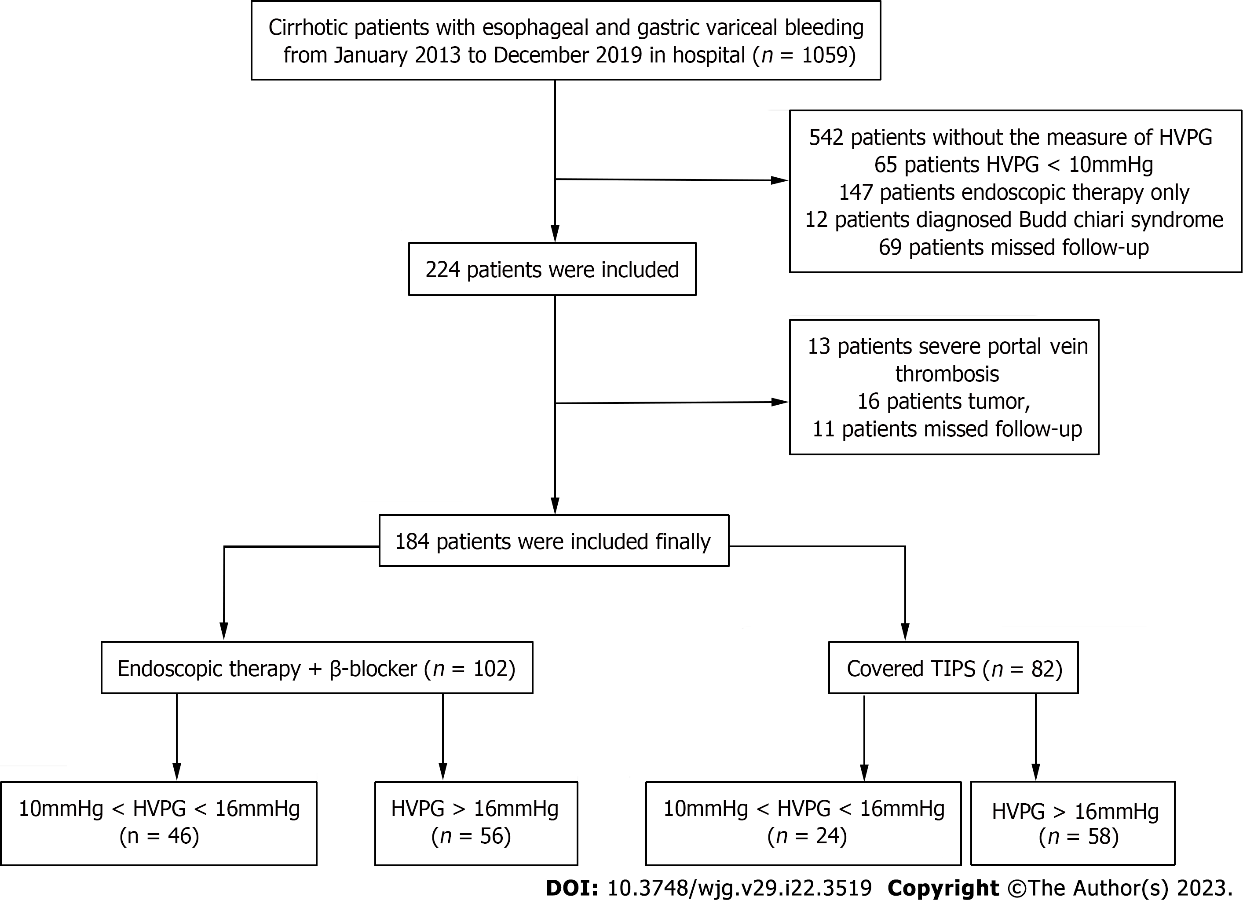 Cirrhotic patients with esophageal and gastric variceal bleeding
from January 2013 to December 2019 in hospital (n = 1059)
542 patients without the measure of HVPG
65 patients HVPG < 10mmHg
147 patients endoscopic therapy only
12 patients diagnosed Budd chiari syndrome
69 patients missed follow-up
224 patients were included
13 patients severe portal vein
thrombosis
16 patients tumor,
11 patients missed follow-up
184 patients were included finally
Endoscopic therapy + β-blocker (n = 102)
Covered TIPS (n = 82)
10mmHg < HVPG < 16mmHg
(n = 46)
HVPG > 16mmHg
(n = 56)
10mmHg < HVPG < 16mmHg
(n = 24)
HVPG > 16mmHg
(n = 58)
DOI: 10.3748/wjg.v29.i22.3519 Copyright ©The Author(s) 2023.